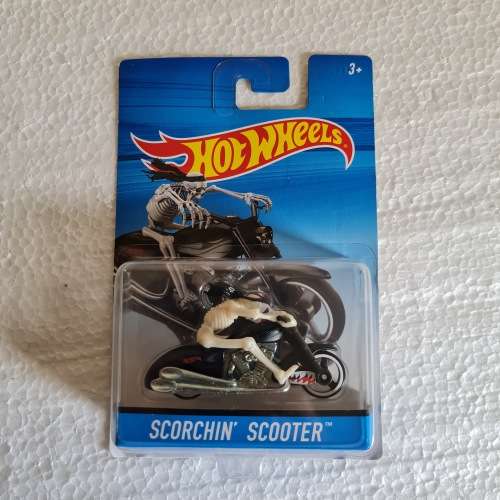 3+
HOT WHEELS
SCORCHIN' SCOOTER™